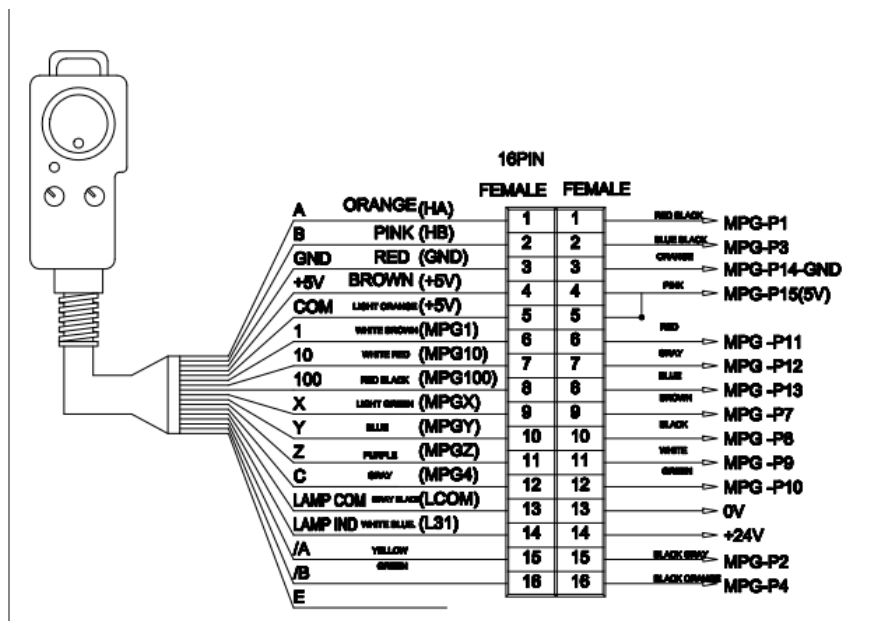 16PIN
FEMALE FEMALE
A ORANGE (HA) 1 1 RED BLACK MPG-P1
B PINK (HB) 2 2 BLUE BLACK MPG-P3
GND RED (GND) 3 3 ORANGE MPG-P14-GND
+5V BROWN (+5V) 4 4 PINK MPG-P15(5V)
COM LIGHT ORANGE (+5V) 5 5
1 WHITE BROWN (MPG1) 6 6 RED MPG -P11
10 WHITE RED (MPG10) 7 7 GRAY MPG -P12
100 RED BLACK (MPG100) 8 8 BLUE MPG -P13
X LIGHT GREEN (MPGX) 9 9 BROWN MPG -P7
Y BLUE (MPGY) 10 10 BLACK MPG -P8
Z PURPLE (MPGZ) 11 11 WHITE MPG -P9
C GRAY (MPG4) 12 12 GREEN MPG -P10
LAMP COM GRAY BLACK (LCOM) 13 13 0V
LAMP IND WHITE BLUE. (L31) 14 14 +24V
/A YELLOW 15 15 BLACK GRAY MPG-P2
/B GREEN 16 16 BLACK ORANGE MPG-P4
E